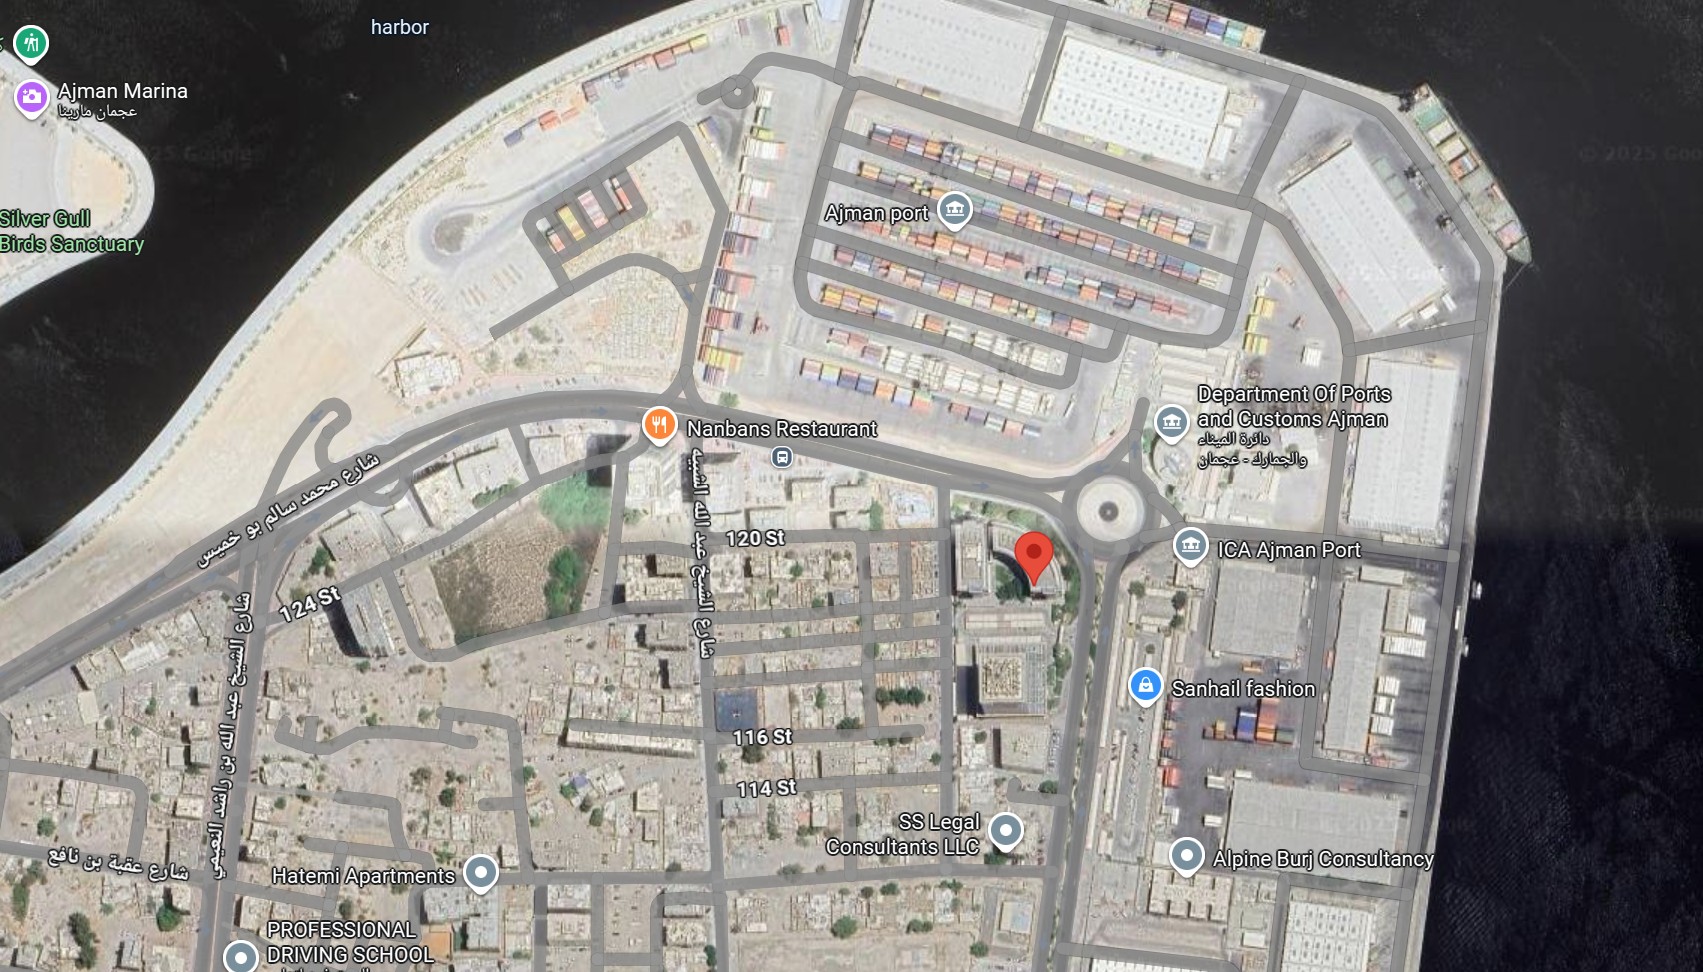 harbor
Ajman Marina
عجمان مارينا
Silver Gull
Birds Sanctuary
Ajman port
Department Of Ports
and Customs Ajman
دائرة الميناء
والجمارك - عجمان
Nanbans Restaurant
شارع محمد سالم بو خميس
شارع الشيخ عبد الله الشيبه
120 St
ICA Ajman Port
124 St
شارع الشيخ عبد الله بن راشد النعيمي
Sanhail fashion
116 St
114 St
SS Legal
Consultants LLC
Alpine Burj Consultancy
شارع عقبة بن نافع
Hatemi Apartments
PROFESSIONAL
DRIVING SCHOOL